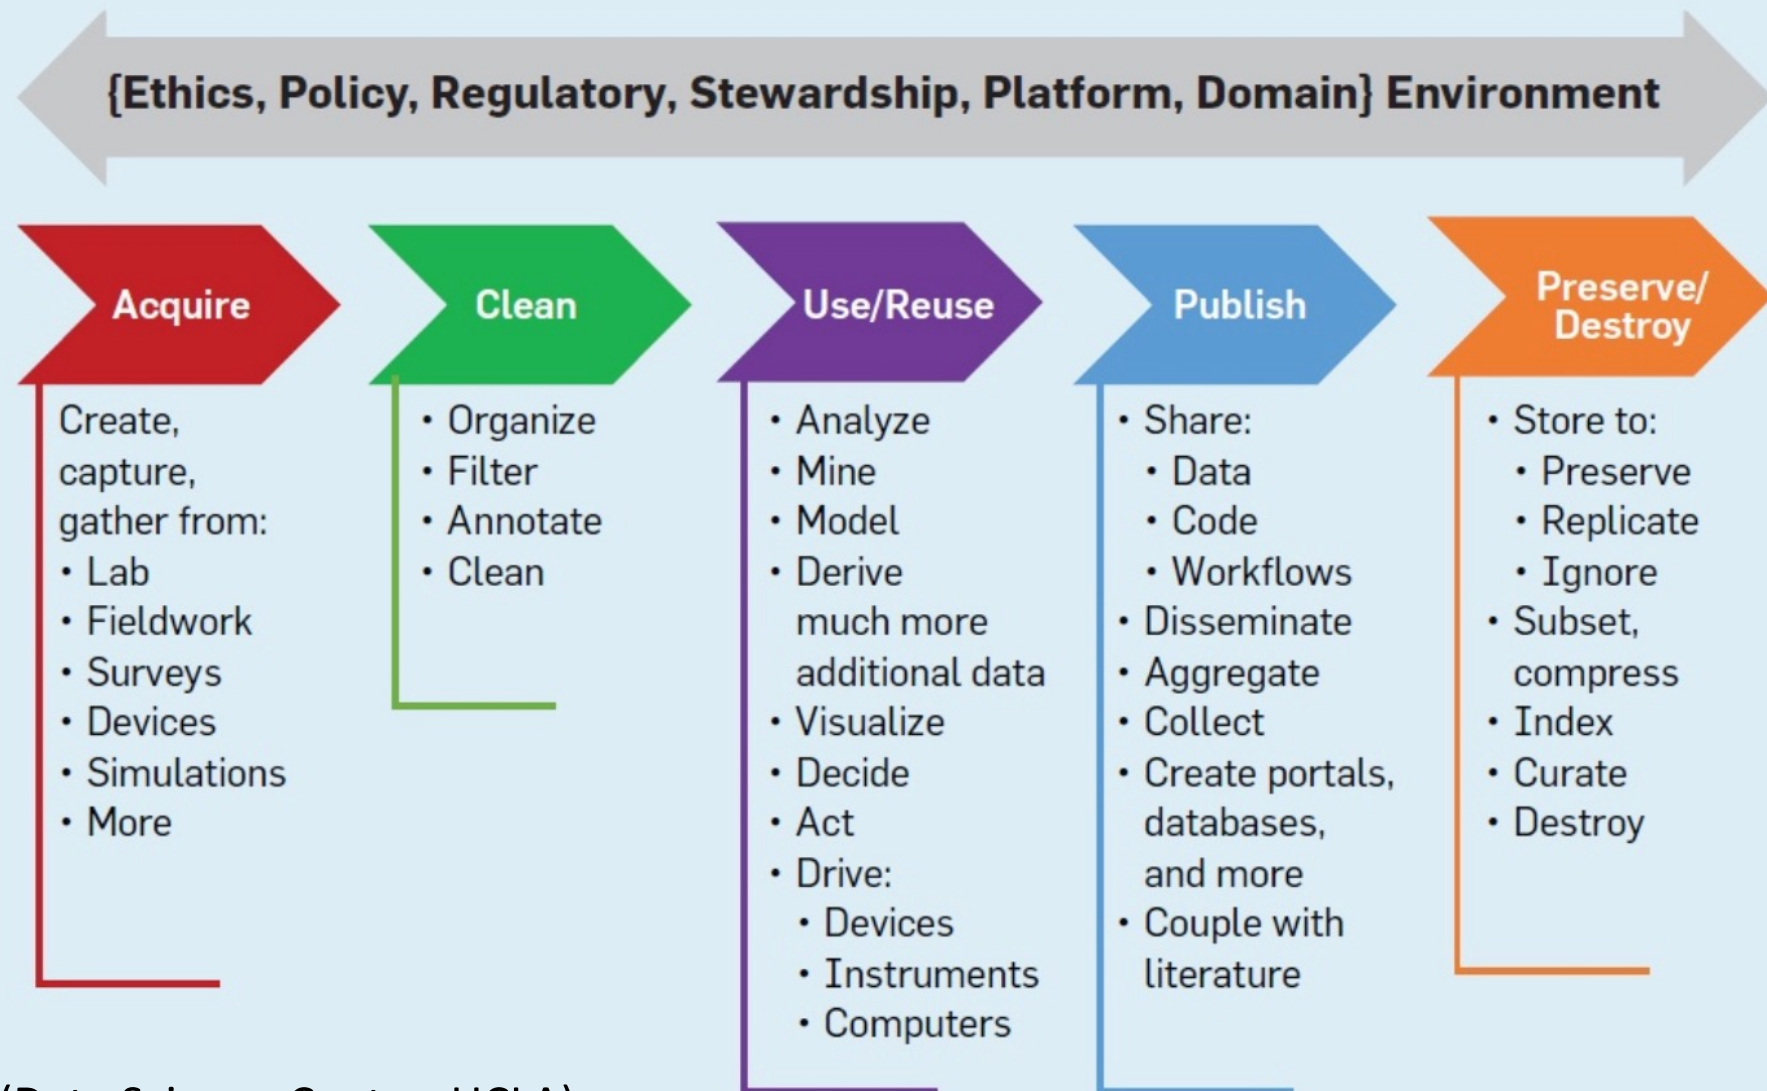 {Ethics, Policy, Regulatory, Stewardship, Platform, Domain} Environment
Acquire
Create,
capture,
gather from:
• Lab
• Fieldwork
• Surveys
• Devices
• Simulations
• More
Clean
• Organize
• Filter
• Annotate
• Clean
Use/Reuse
• Analyze
• Mine
• Model
• Derive
much more
additional data
• Visualize
• Decide
• Act
• Drive:
• Devices
• Instruments
• Computers
Publish
• Share:
• Data
• Code
• Workflows
• Disseminate
• Aggregate
• Collect
• Create portals,
databases,
and more
• Couple with
literature
Preserve/
Destroy
• Store to:
• Preserve
• Replicate
• Ignore
• Subset,
compress
• Index
• Curate
• Destroy